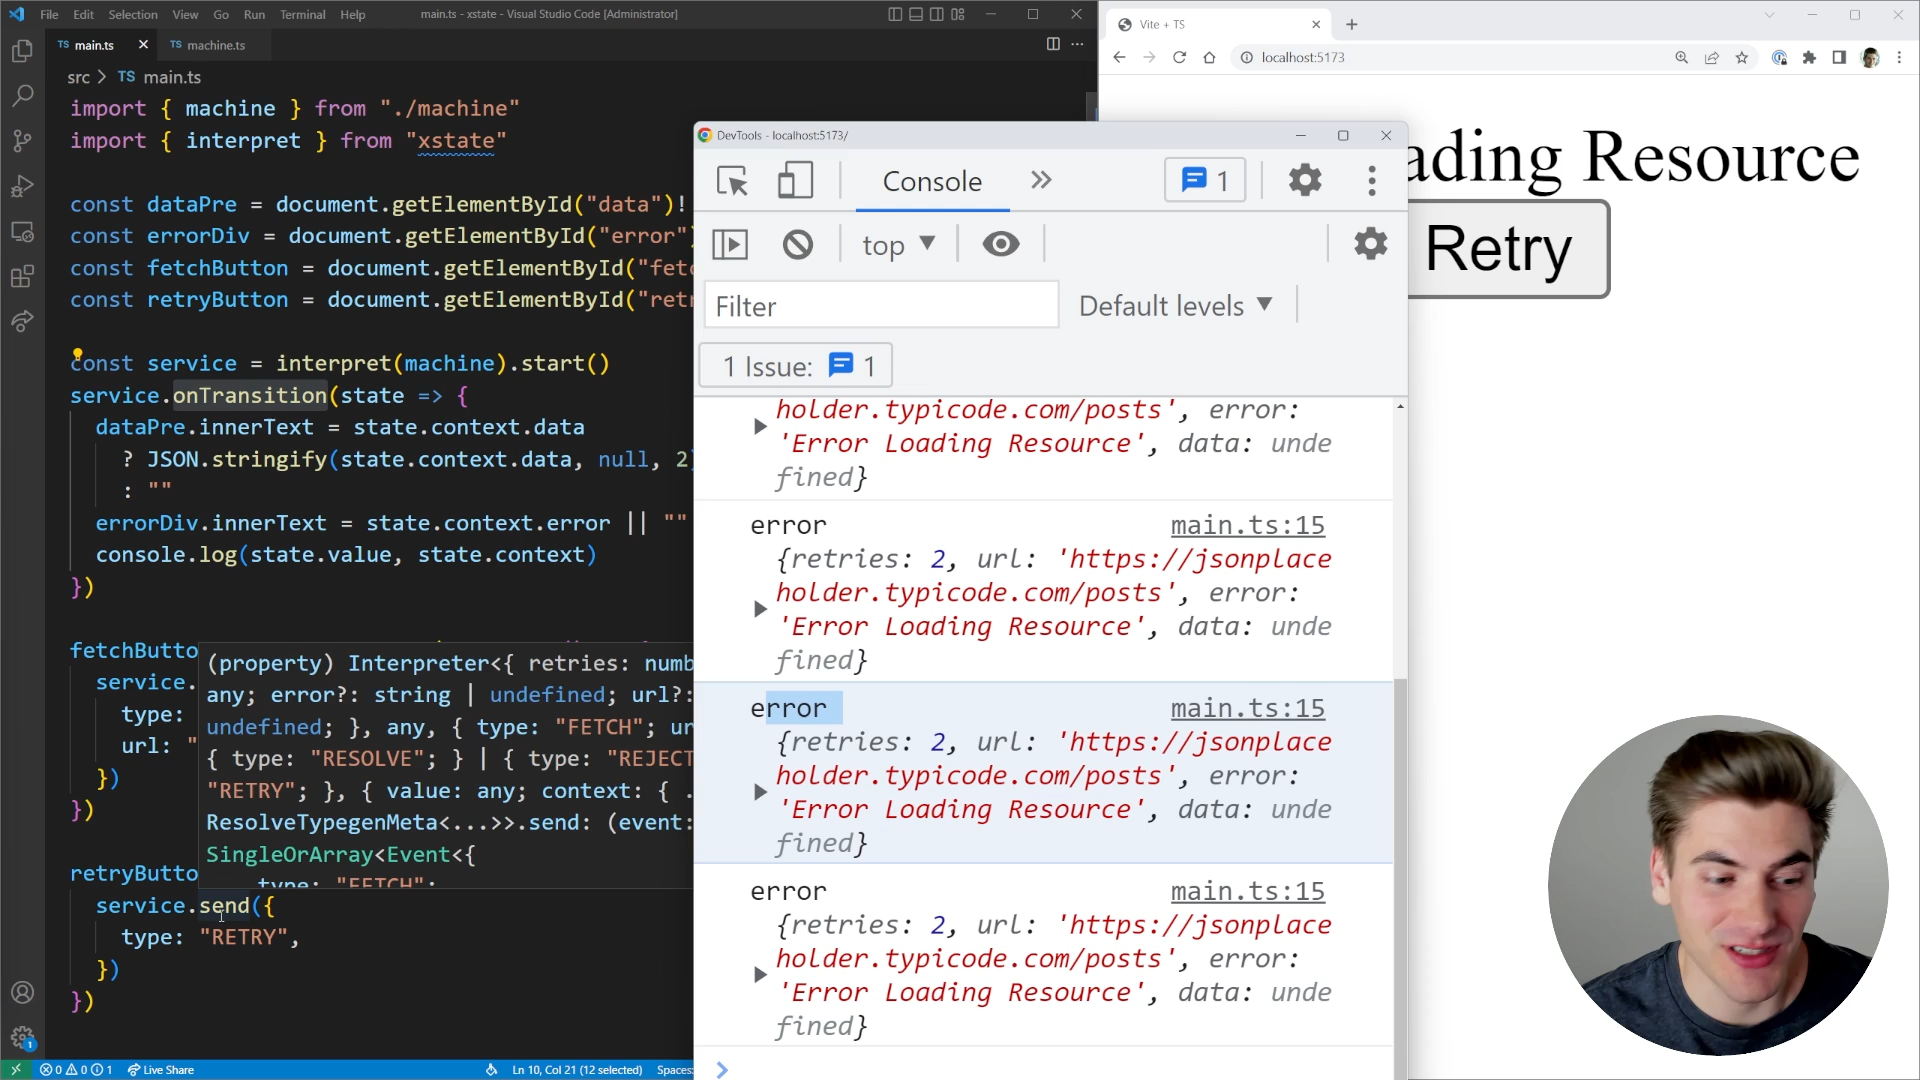 File Edit Selection View Go Run Terminal Help
main.ts - xstate - Visual Studio Code [Administrator]
TS main.ts
TS machine.ts
src > TS main.ts
import { machine } from "./machine"
import { interpret } from "xstate"
const dataPre = document.getElementById("data")!
const errorDiv = document.getElementById("error")
const fetchButton = document.getElementById("fetc
const retryButton = document.getElementById("retr
const service = interpret(machine).start()
service.onTransition(state => {
dataPre.innerText = state.context.data
? JSON.stringify(state.context.data, null, 2)
: ""
errorDiv.innerText = state.context.error || ""
console.log(state.value, state.context)
})
fetchButto
service.
type:
url: "
})
})
(property) Interpreter<{ retries: numb
any; error?: string | undefined; url?:
undefined; }, any, { type: "FETCH"; ur
{ type: "RESOLVE"; } | { type: "REJECT
"RETRY"; }, { value: any; context: { .
ResolveTypegenMeta<...>>.send: (event:
SingleOrArray<Event<{
type: "FETCH";
retryButto
service.send({
type: "RETRY",
})
})
0 0 1 Live Share
Ln 10, Col 21 (12 selected) Spaces:
1
DevTools - localhost:5173/
Console
1
top
Filter
Default levels
1 Issue: 1
holder.typicode.com/posts', error:
'Error Loading Resource', data: unde
fined}
error main.ts:15
{retries: 2, url: 'https://jsonplace
holder.typicode.com/posts', error:
'Error Loading Resource', data: unde
fined}
error main.ts:15
{retries: 2, url: 'https://jsonplace
holder.typicode.com/posts', error:
'Error Loading Resource', data: unde
fined}
error main.ts:15
{retries: 2, url: 'https://jsonplace
holder.typicode.com/posts', error:
'Error Loading Resource', data: unde
fined}
Vite + TS
localhost:5173
ading Resource
Retry